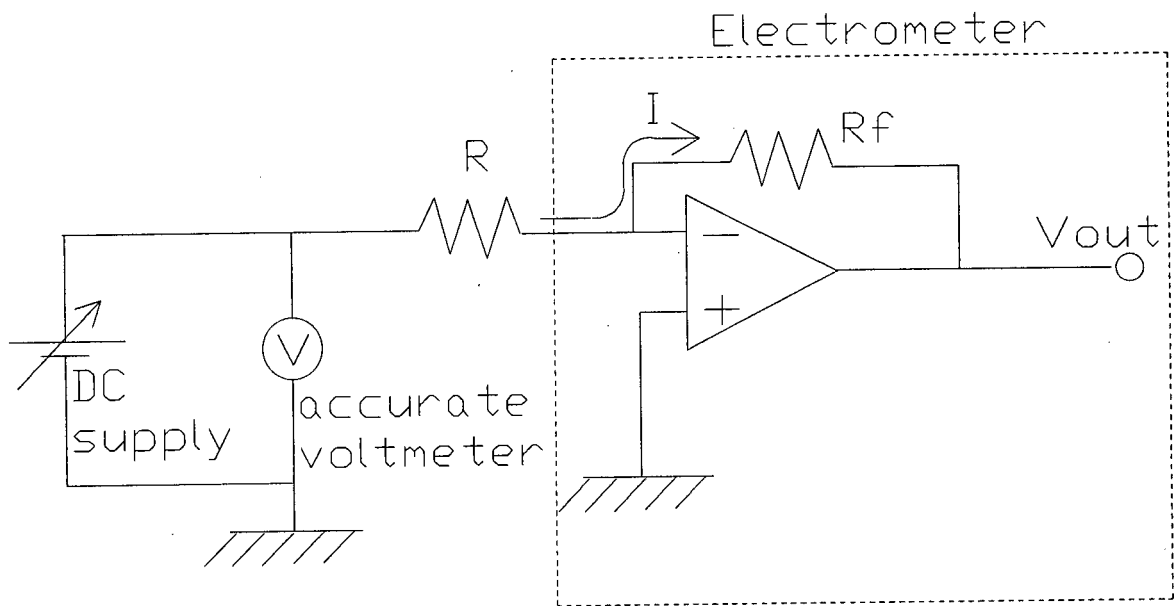 Electrometer
I
R
Rf
Vout
−
+
V
DC
supply
accurate
voltmeter